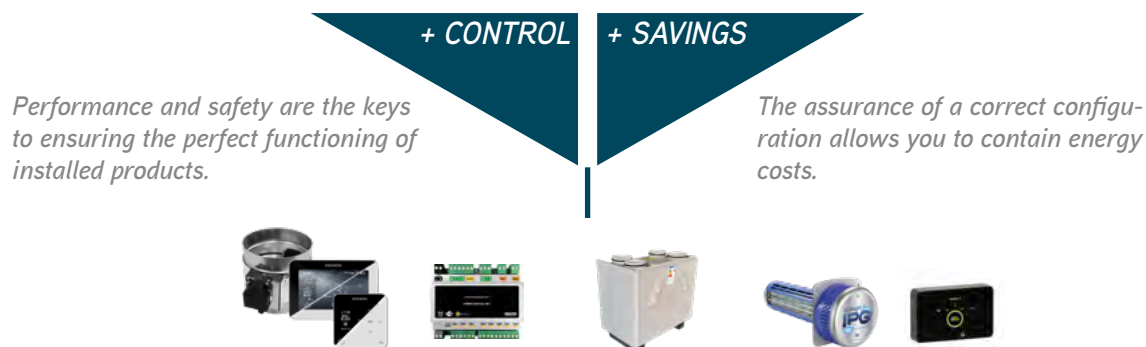 + CONTROL
+ SAVINGS
Performance and safety are the keys
to ensuring the perfect functioning of
installed products.
The assurance of a correct configu-
ration allows you to contain energy
costs.
IPG